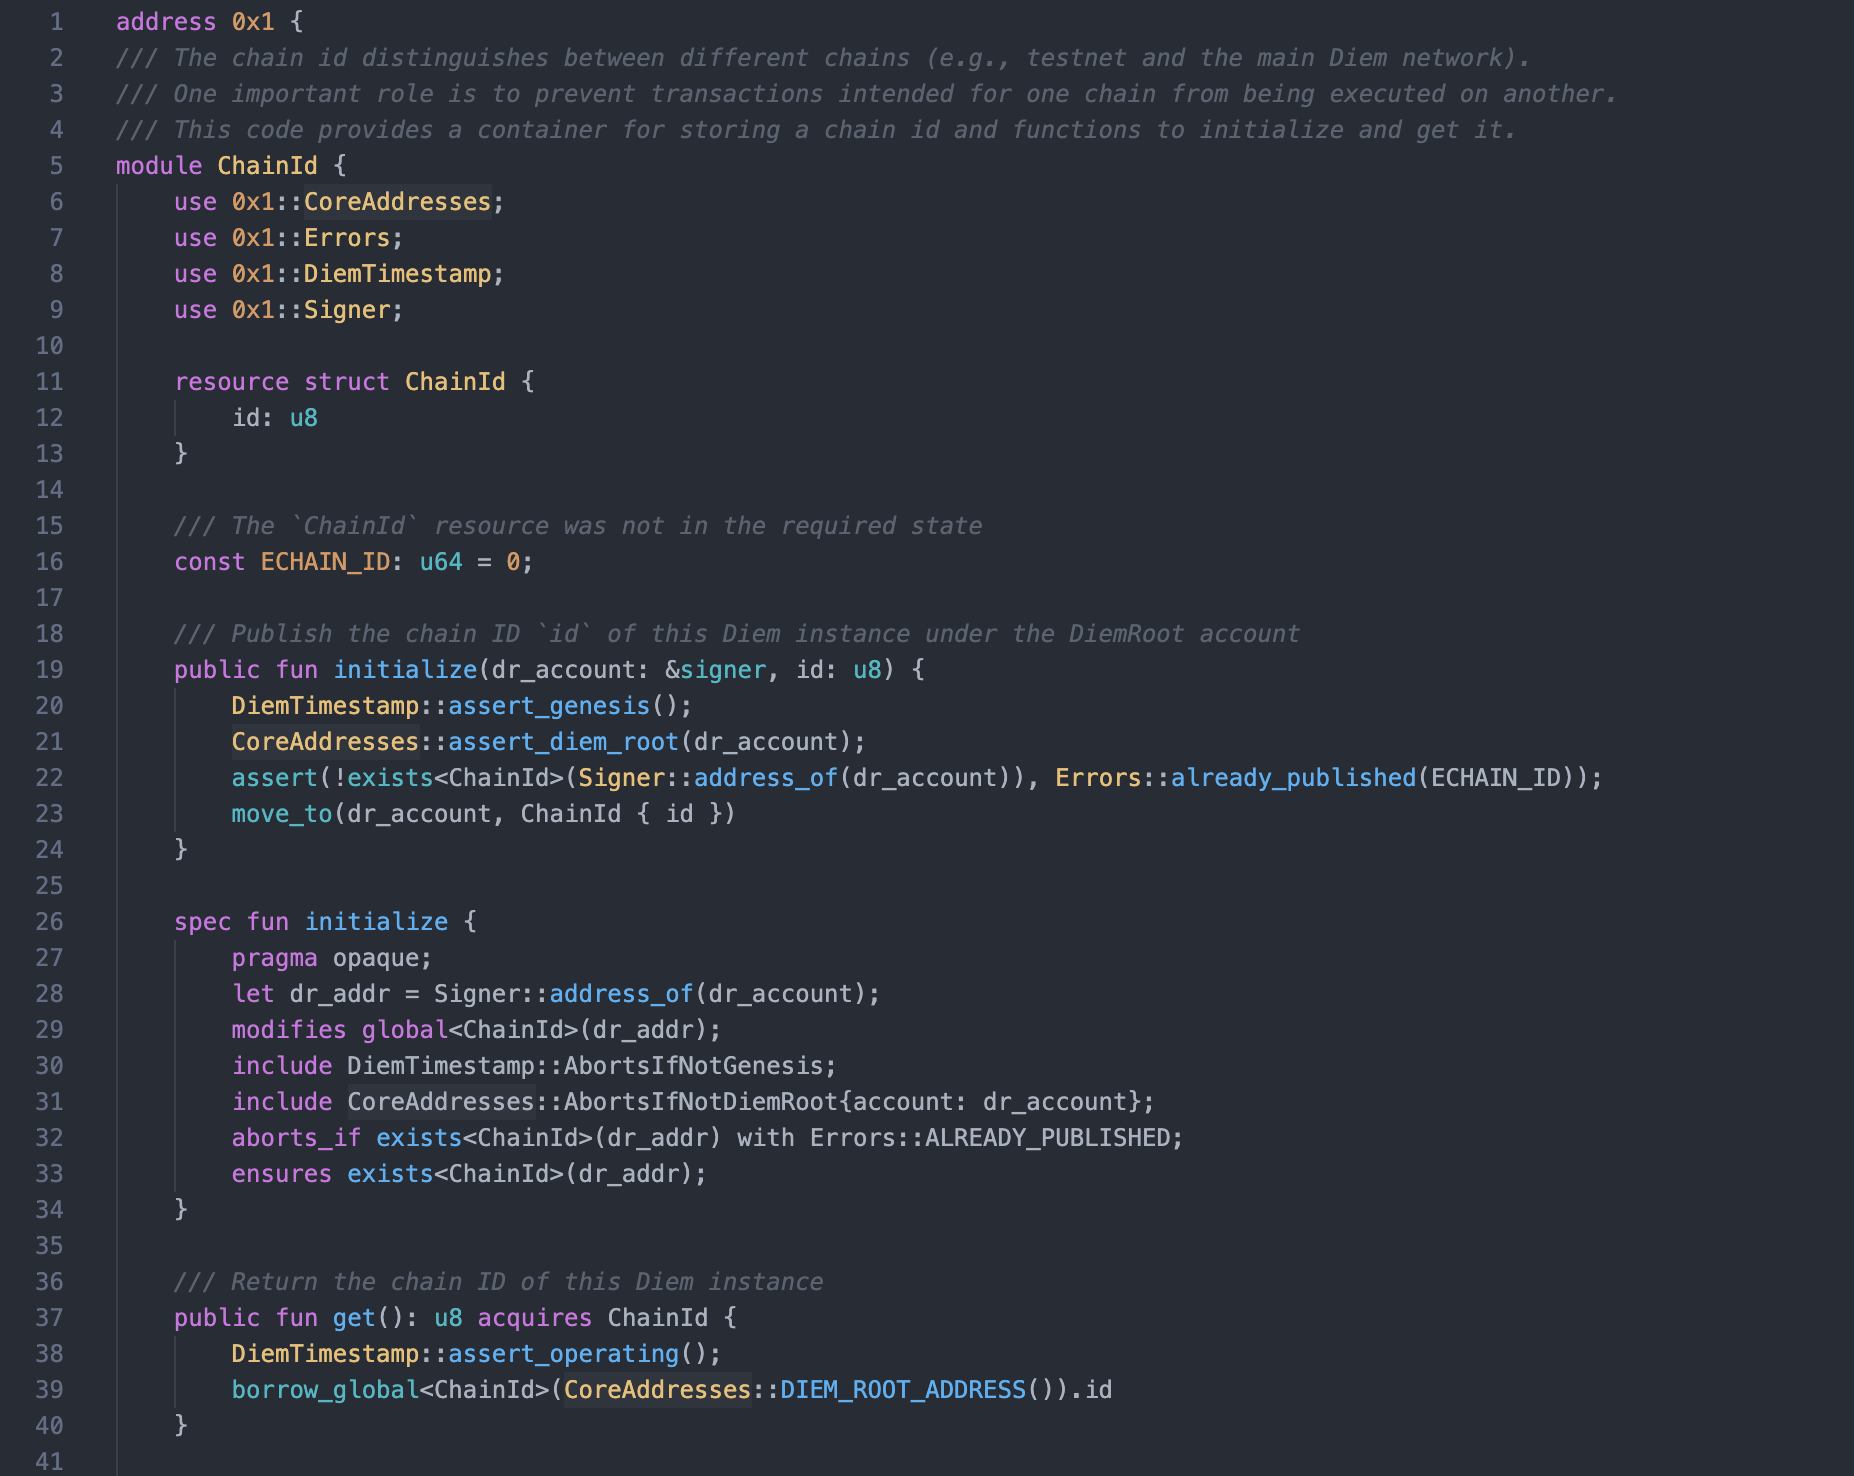 1 address 0x1 {
2 /// The chain id distinguishes between different chains (e.g., testnet and the main Diem network).
3 /// One important role is to prevent transactions intended for one chain from being executed on another.
4 /// This code provides a container for storing a chain id and functions to initialize and get it.
5 module ChainId {
6     use 0x1::CoreAddresses;
7     use 0x1::Errors;
8     use 0x1::DiemTimestamp;
9     use 0x1::Signer;
10
11     resource struct ChainId {
12         id: u8
13     }
14
15     /// The `ChainId` resource was not in the required state
16     const ECHAIN_ID: u64 = 0;
17
18     /// Publish the chain ID `id` of this Diem instance under the DiemRoot account
19     public fun initialize(dr_account: &signer, id: u8) {
20         DiemTimestamp::assert_genesis();
21         CoreAddresses::assert_diem_root(dr_account);
22         assert(!exists<ChainId>(Signer::address_of(dr_account)), Errors::already_published(ECHAIN_ID));
23         move_to(dr_account, ChainId { id })
24     }
25
26     spec fun initialize {
27         pragma opaque;
28         let dr_addr = Signer::address_of(dr_account);
29         modifies global<ChainId>(dr_addr);
30         include DiemTimestamp::AbortsIfNotGenesis;
31         include CoreAddresses::AbortsIfNotDiemRoot{account: dr_account};
32         aborts_if exists<ChainId>(dr_addr) with Errors::ALREADY_PUBLISHED;
33         ensures exists<ChainId>(dr_addr);
34     }
35
36     /// Return the chain ID of this Diem instance
37     public fun get(): u8 acquires ChainId {
38         DiemTimestamp::assert_operating();
39         borrow_global<ChainId>(CoreAddresses::DIEM_ROOT_ADDRESS()).id
40     }
41